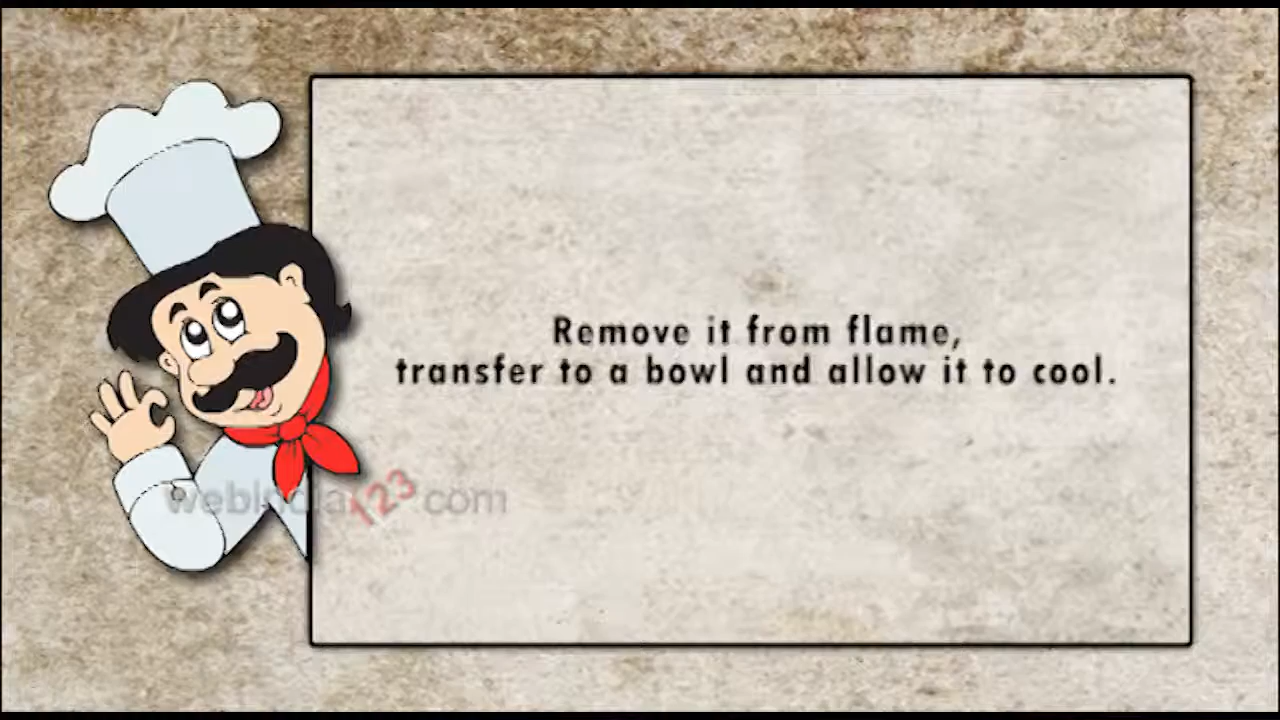 Remove it from flame,
transfer to a bowl and allow it to cool.
webindia123.com